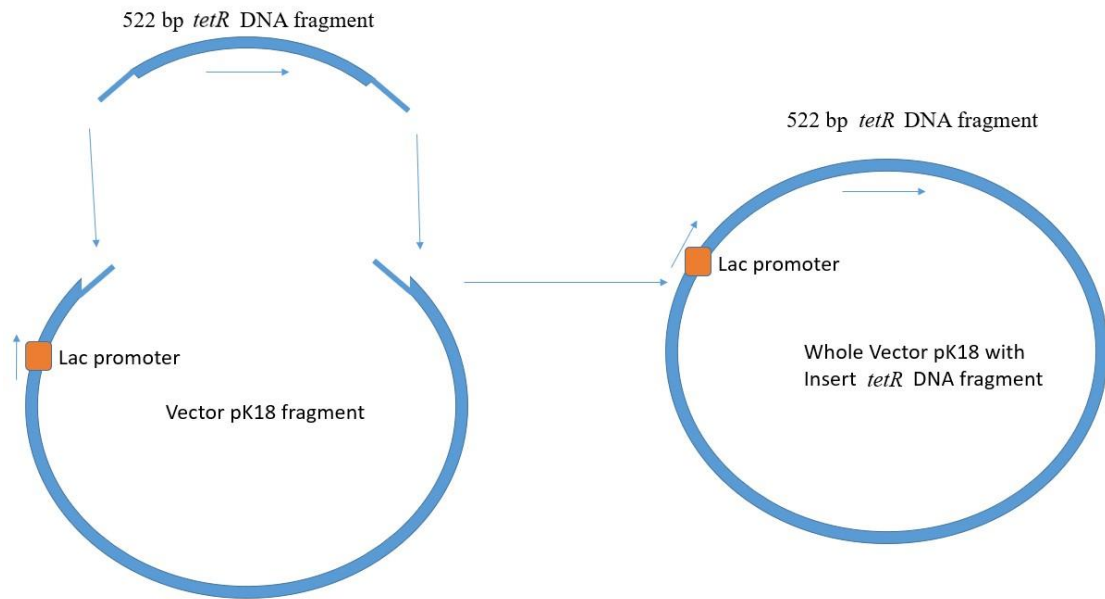 522 bp tetR DNA fragment
Lac promoter
Vector pK18 fragment
522 bp tetR DNA fragment
Lac promoter
Whole Vector pK18 with
Insert tetR DNA fragment